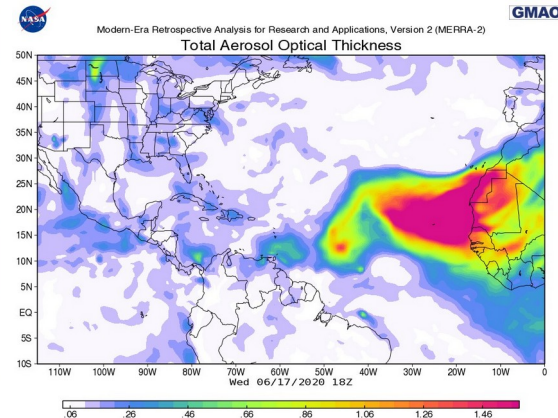 NASA
GMAO
Modern-Era Retrospective Analysis for Research and Applications, Version 2 (MERRA-2)
Total Aerosol Optical Thickness
50N
45N
40N
35N
30N
25N
20N
15N
10N
5N
EQ
5S
10S
110W 100W 90W 80W 70W 60W 50W 40W 30W 20W 10W 0
Wed 06/17/2020 18Z
.06 .26 .46 .66 .86 1.06 1.26 1.46